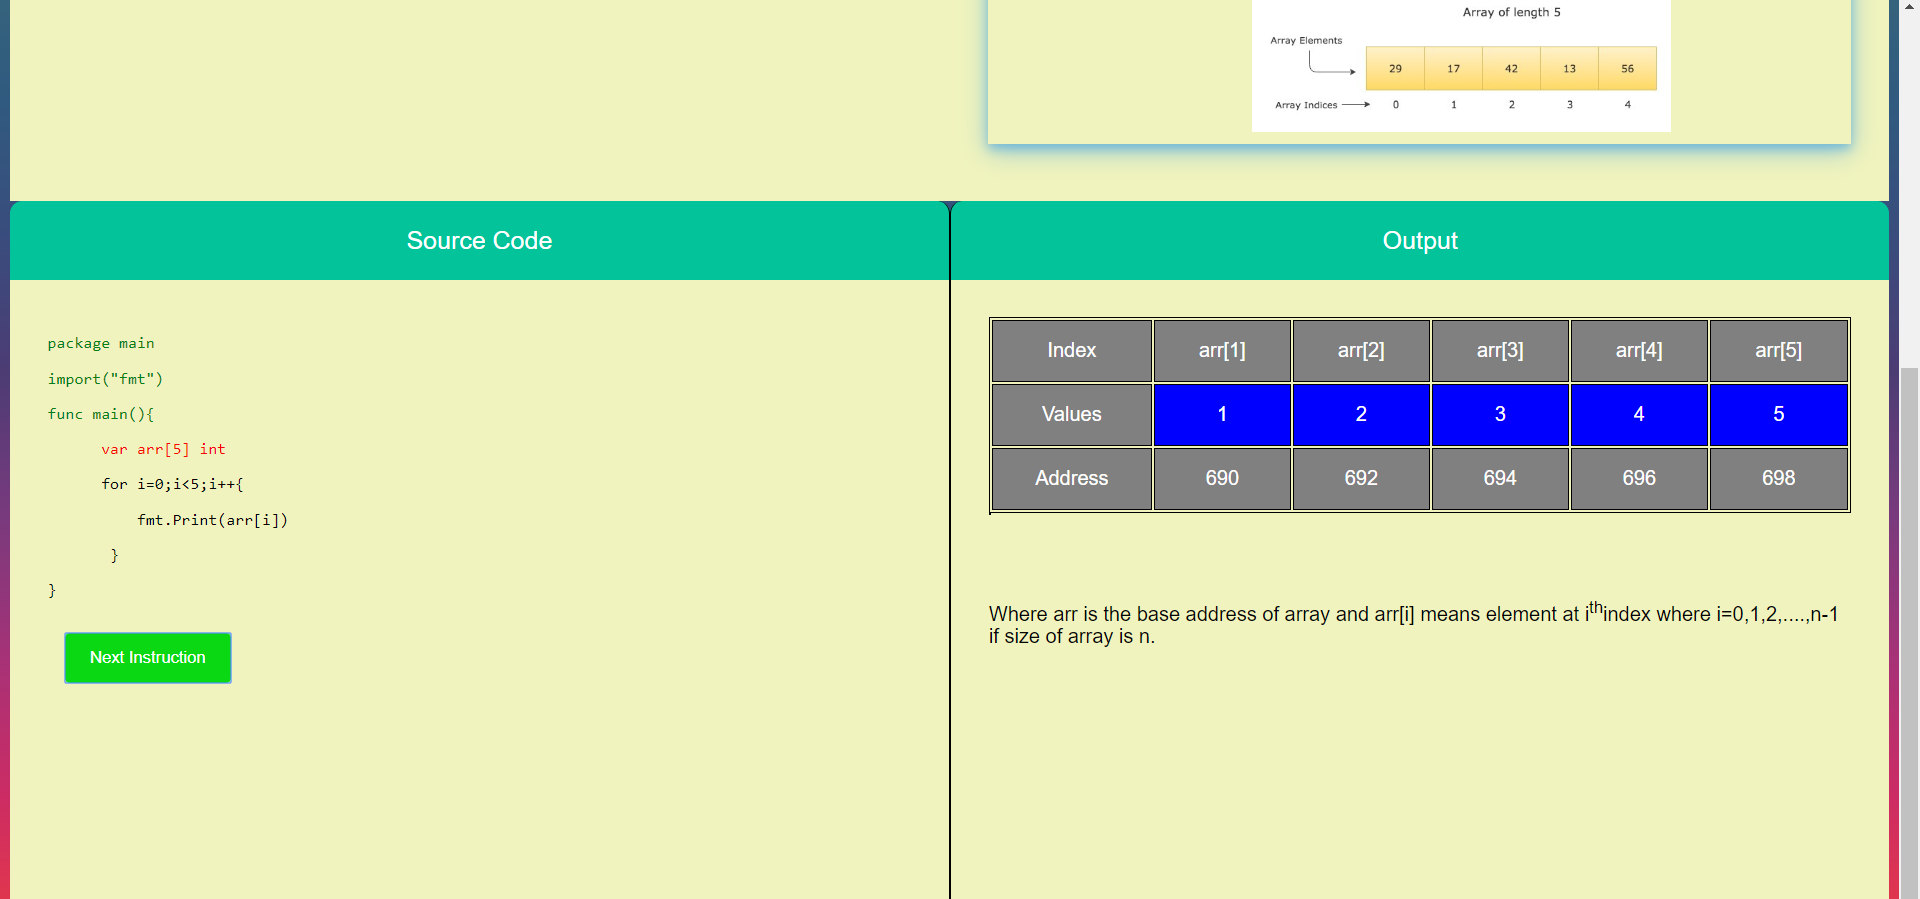 Array of length 5
Array Elements
29 17 42 13 56
Array Indices 0 1 2 3 4
Source Code
package main
import("fmt")
func main(){
var arr[5] int
for i=0;i<5;i++{
fmt.Print(arr[i])
}
}
Next Instruction
Output
Index arr[1] arr[2] arr[3] arr[4] arr[5]
Values 1 2 3 4 5
Address 690 692 694 696 698
Where arr is the base address of array and arr[i] means element at ithindex where i=0,1,2,....,n-1
if size of array is n.